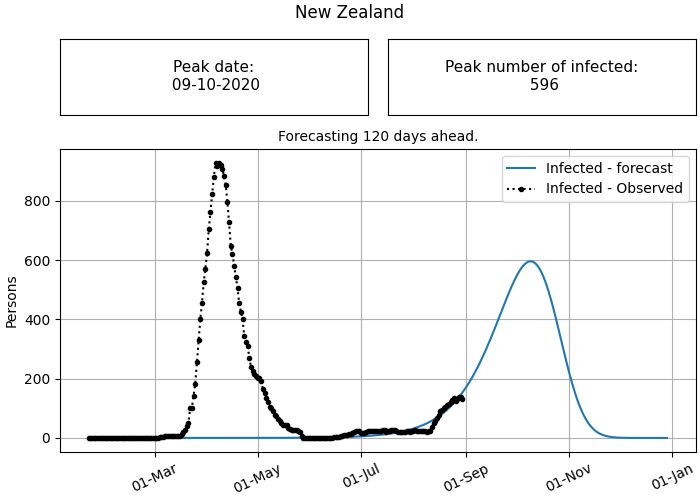 New Zealand
Peak date:
09-10-2020
Peak number of infected:
596
Forecasting 120 days ahead.
Infected - forecast
Infected - Observed
Persons
800
600
400
200
0
01-Mar
01-May
01-Jul
01-Sep
01-Nov
01-Jan